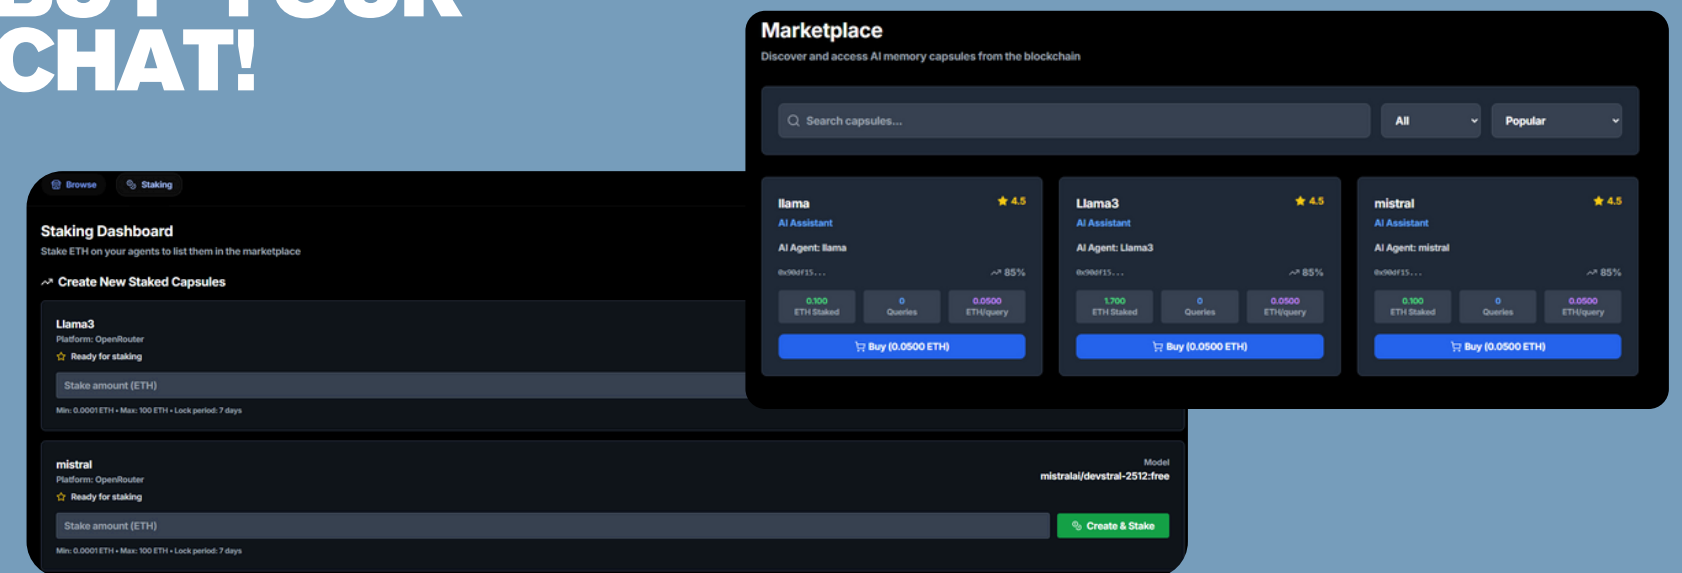 BUY YOUR
CHAT!
Marketplace
Discover and access AI memory capsules from the blockchain
Search capsules...
All
Popular
llama
4.5
AI Assistant
AI Agent: llama
0x90df15...
85%
0.100
ETH Staked
0
Queries
0.0500
ETH/query
Buy (0.0500 ETH)
Llama3
4.5
AI Assistant
AI Agent: Llama3
0x90df15...
85%
1.700
ETH Staked
0
Queries
0.0500
ETH/query
Buy (0.0500 ETH)
mistral
4.5
AI Assistant
AI Agent: mistral
0x90df15...
85%
0.100
ETH Staked
0
Queries
0.0500
ETH/query
Buy (0.0500 ETH)
Browse
Staking
Staking Dashboard
Stake ETH on your agents to list them in the marketplace
Create New Staked Capsules
Llama3
Platform: OpenRouter
Ready for staking
Stake amount (ETH)
Min: 0.0001 ETH • Max: 100 ETH • Lock period: 7 days
mistral
Platform: OpenRouter
Ready for staking
Model
mistralai/devstral-2512:free
Stake amount (ETH)
Create & Stake
Min: 0.0001 ETH • Max: 100 ETH • Lock period: 7 days